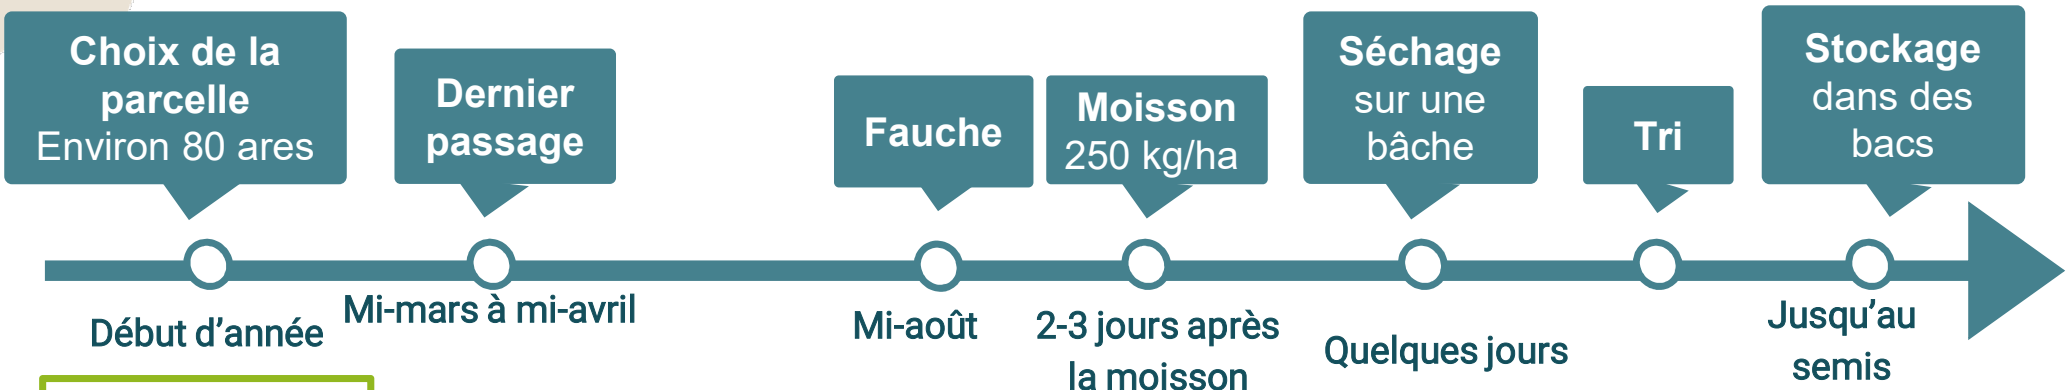 Choix de la
parcelle
Environ 80 ares
Dernier
passage
Fauche
Moisson
250 kg/ha
Séchage
sur une
bâche
Tri
Stockage
dans des
bacs
Début d'année
Mi-mars à mi-avril
Mi-août
2-3 jours après
la moisson
Quelques jours
Jusqu'au
semis